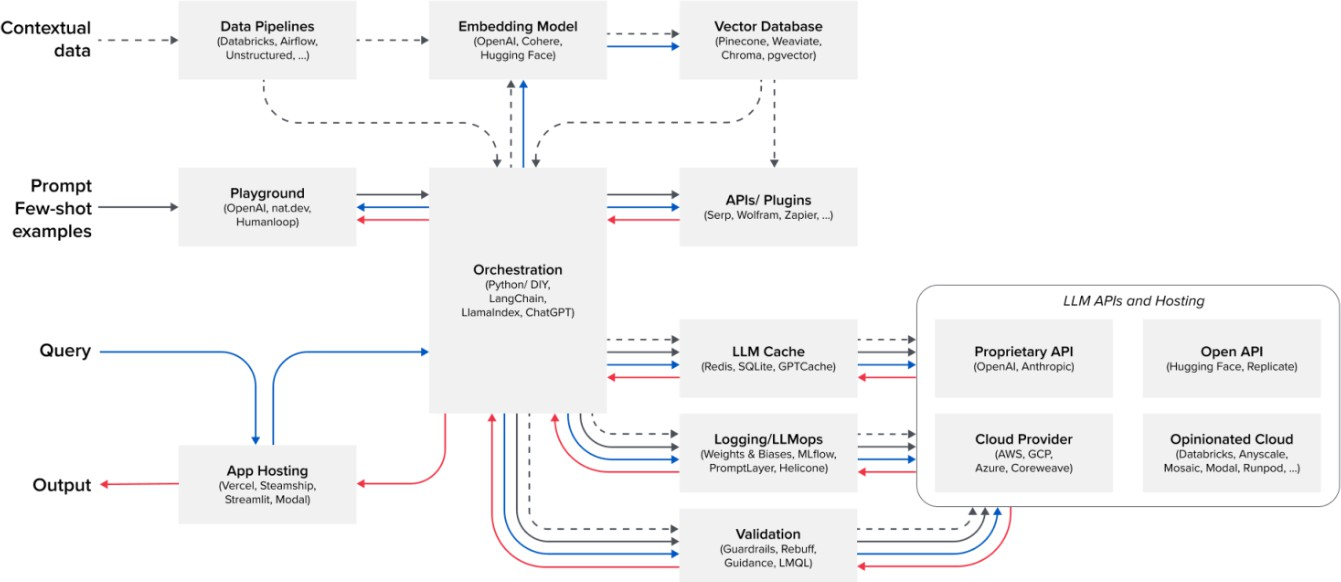 Contextual
data
Data Pipelines
(Databricks, Airflow,
Unstructured, ...)
Embedding Model
(OpenAI, Cohere,
Hugging Face)
Vector Database
(Pinecone, Weaviate,
Chroma, pgvector)
Prompt
Few-shot
examples
Playground
(OpenAI, nat.dev,
Humanloop)
Orchestration
(Python/ DIY,
LangChain,
LlamaIndex, ChatGPT)
APIs/ Plugins
(Serp, Wolfram, Zapier, ...)
Query
LLM Cache
(Redis, SQLite, GPTCache)
Logging/LLMops
(Weights & Biases, MLflow,
PromptLayer, Helicone)
Validation
(Guardrails, Rebuff,
Guidance, LMQL)
LLM APIs and Hosting
Proprietary API
(OpenAI, Anthropic)
Open API
(Hugging Face, Replicate)
Cloud Provider
(AWS, GCP,
Azure, Coreweave)
Opinionated Cloud
(Databricks, Anyscale,
Mosaic, Modal, Runpod, ...)
App Hosting
(Vercel, Steamship,
Streamlit, Modal)
Output